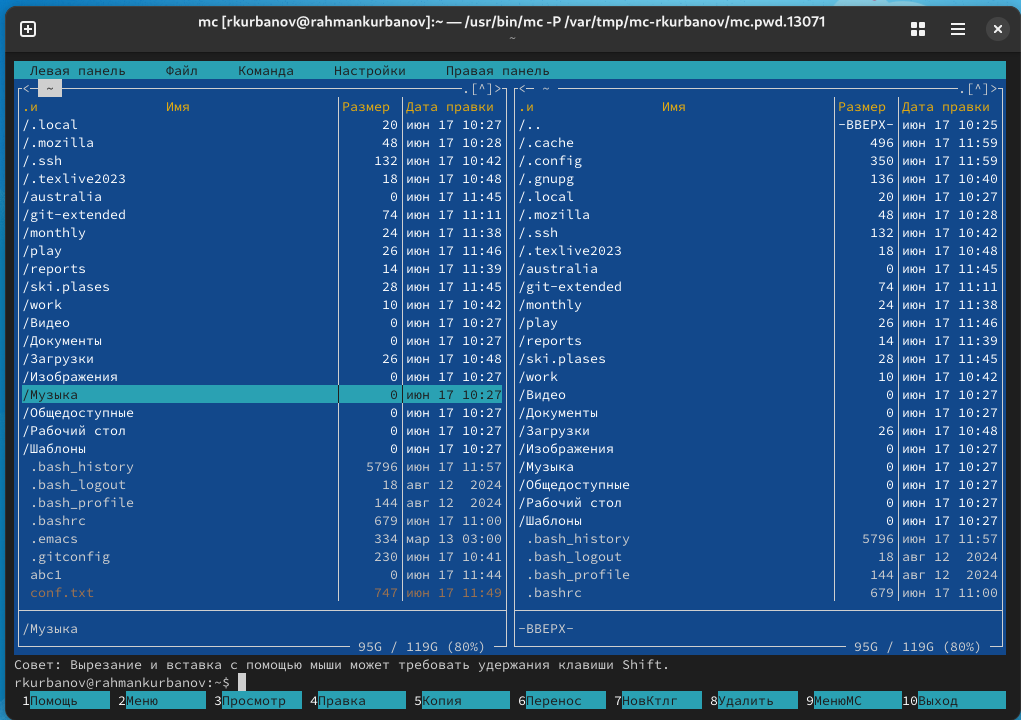 mc [rkurbanov@rahmankurbanov]:~ — /usr/bin/mc -P /var/tmp/mc-rkurbanov/mc.pwd.13071
~
Левая панель Файл Команда Настройки Правая панель
<─ ~ .[^]> <─ ~ .[^]>
.и Имя Размер Дата правки .и Имя Размер Дата правки
/.local 20 июн 17 10:27 /.. -ВВЕРХ- июн 17 10:25
/.mozilla 48 июн 17 10:28 /.cache 496 июн 17 11:59
/.ssh 132 июн 17 10:42 /.config 350 июн 17 11:59
/.texlive2023 18 июн 17 10:48 /.gnupg 136 июн 17 10:40
/australia 0 июн 17 11:45 /.local 20 июн 17 10:27
/git-extended 74 июн 17 11:11 /.mozilla 48 июн 17 10:28
/monthly 24 июн 17 11:38 /.ssh 132 июн 17 10:42
/play 26 июн 17 11:46 /.texlive2023 18 июн 17 10:48
/reports 14 июн 17 11:39 /australia 0 июн 17 11:45
/ski.plases 28 июн 17 11:45 /git-extended 74 июн 17 11:11
/work 10 июн 17 10:42 /monthly 24 июн 17 11:38
/Видео 0 июн 17 10:27 /play 26 июн 17 11:46
/Документы 0 июн 17 10:27 /reports 14 июн 17 11:39
/Загрузки 26 июн 17 10:48 /ski.plases 28 июн 17 11:45
/Изображения 0 июн 17 10:27 /work 10 июн 17 10:42
/Музыка 0 июн 17 10:27 /Видео 0 июн 17 10:27
/Общедоступные 0 июн 17 10:27 /Документы 0 июн 17 10:27
/Рабочий стол 0 июн 17 10:27 /Загрузки 26 июн 17 10:48
/Шаблоны 0 июн 17 10:27 /Изображения 0 июн 17 10:27
.bash_history 5796 июн 17 11:57 /Музыка 0 июн 17 10:27
.bash_logout 18 авг 12 2024 /Общедоступные 0 июн 17 10:27
.bash_profile 144 авг 12 2024 /Рабочий стол 0 июн 17 10:27
.bashrc 679 июн 17 11:00 /Шаблоны 0 июн 17 10:27
.emacs 334 мар 13 03:00 .bash_history 5796 июн 17 11:57
.gitconfig 230 июн 17 10:41 .bash_logout 18 авг 12 2024
abc1 0 июн 17 11:44 .bash_profile 144 авг 12 2024
conf.txt 747 июн 17 11:49 .bashrc 679 июн 17 11:00
/Музыка -ВВЕРХ-
95G / 119G (80%) 95G / 119G (80%)
Совет: Вырезание и вставка с помощью мыши может требовать удержания клавиши Shift.
rkurbanov@rahmankurbanov:~$
1Помощь 2Меню 3Просмотр 4Правка 5Копия 6Перенос 7НовКтлг 8Удалить 9МенюМС 10Выход